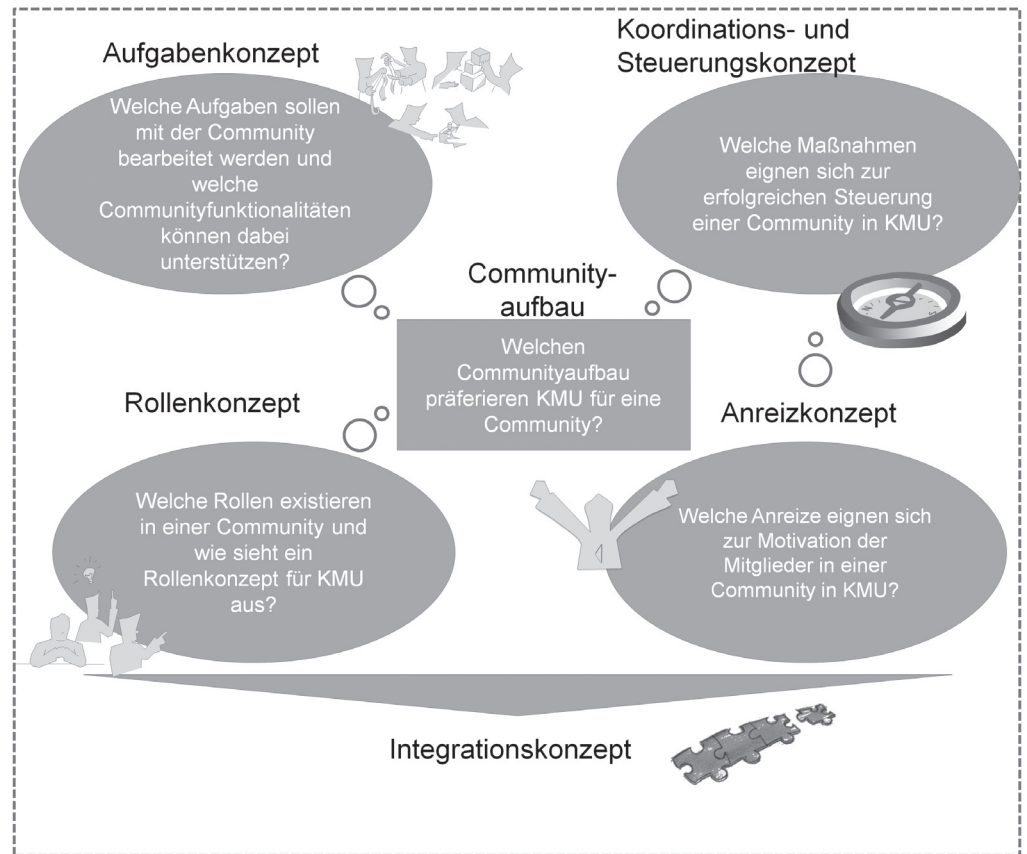 Aufgabenkonzept
Welche Aufgaben sollen
mit der Community
bearbeitet werden und
welche
Communityfunktionalitäten
können dabei
unterstützen?
Koordinations- und
Steuerungskonzept
Welche Maßnahmen
eignen sich zur
erfolgreichen Steuerung
einer Community in KMU?
Community-
aufbau
Welchen
Communityaufbau
präferieren KMU für eine
Community?
Rollenkonzept
Welche Rollen existieren
in einer Community und
wie sieht ein
Rollenkonzept für KMU
aus?
Anreizkonzept
Welche Anreize eignen sich
zur Motivation der
Mitglieder in einer
Community in KMU?
Integrationskonzept